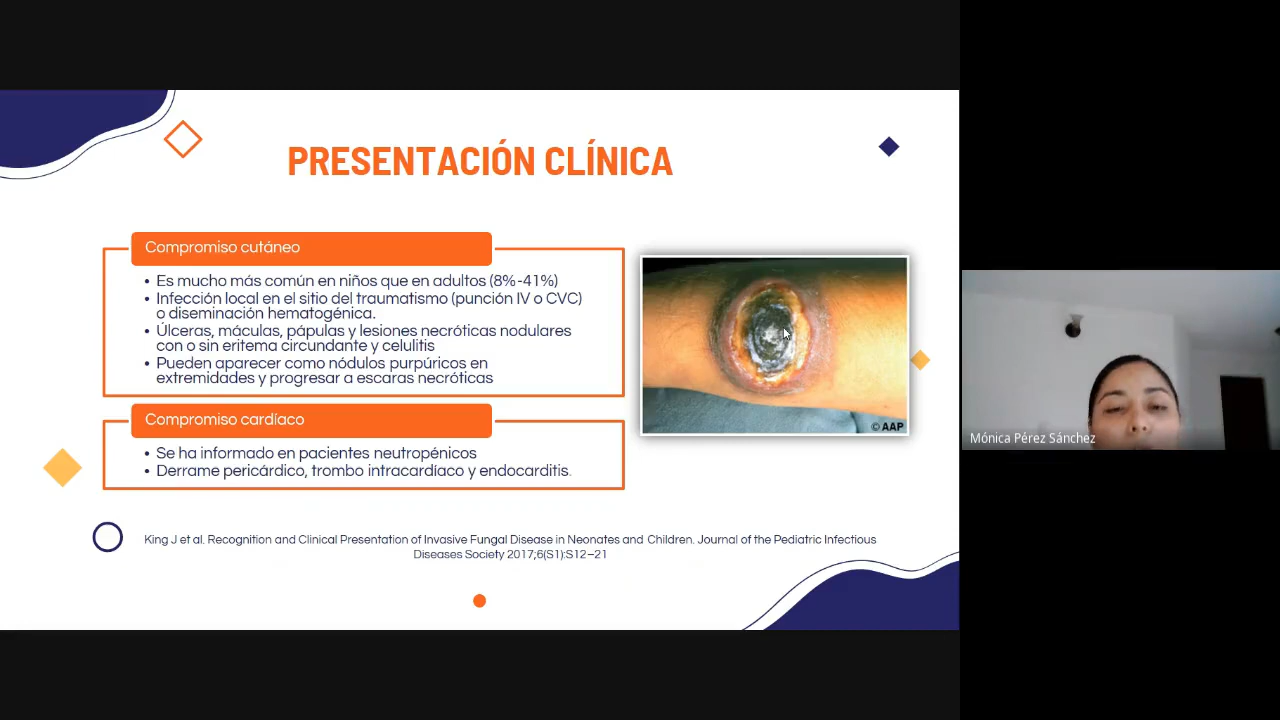 PRESENTACIÓN CLÍNICA
Compromiso cutáneo
• Es mucho más común en niños que en adultos (8%-41%)
• Infección local en el sitio del traumatismo (punción IV o CVC)
o diseminación hematogénica.
• Úlceras, máculas, pápulas y lesiones necróticas nodulares
con o sin eritema circundante y celulitis
• Pueden aparecer como nódulos purpúricos en
extremidades y progresar a escaras necróticas
© AAP
Compromiso cardíaco
• Se ha informado en pacientes neutropénicos
• Derrame pericárdico, trombo intracardíaco y endocarditis.
King J et al. Recognition and Clinical Presentation of Invasive Fungal Disease in Neonates and Children. Journal of the Pediatric Infectious
Diseases Society 2017;6(S1):S12–21
Mónica Pérez Sánchez